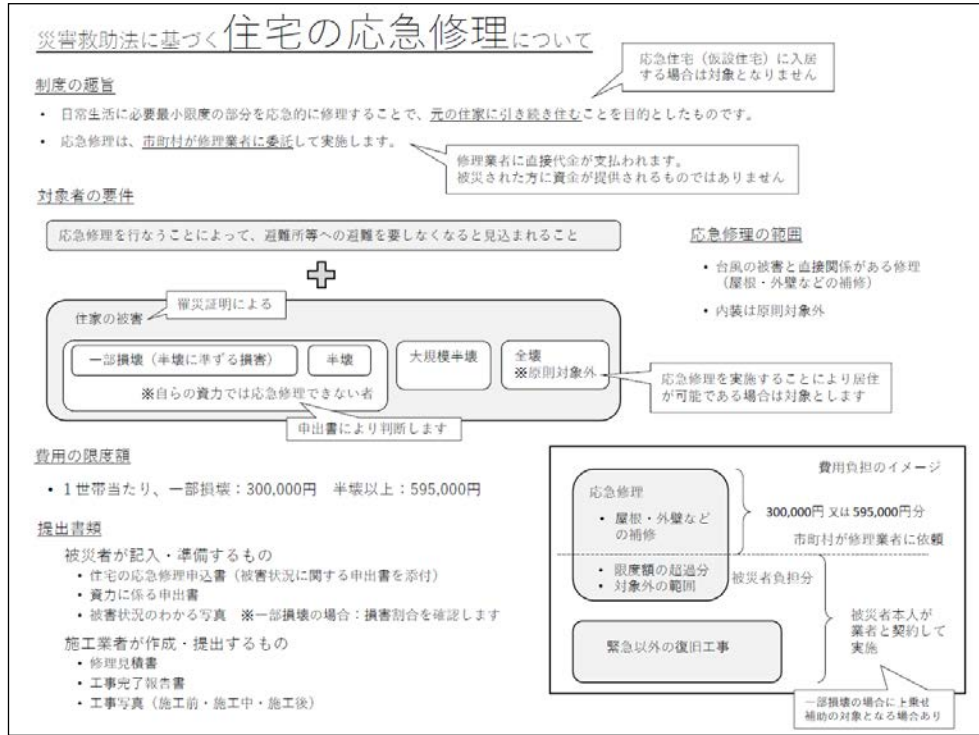 災害救助法に基づく住宅の応急修理について
応急住宅（仮設住宅）に入居
する場合は対象となりません
制度の趣旨
• 日常生活に必要最小限度の部分を応急的に修理することで、元の住家に引き続き住むことを目的としたものです。
• 応急修理は、市町村が修理業者に委託して実施します。
修理業者に直接代金が支払われます。
被災された方に資金が提供されるものではありません
対象者の要件
応急修理を行なうことによって、避難所等への避難を要しなくなると見込まれること
住家の被害
罹災証明による
一部損壊（半壊に準ずる損害）
半壊
※自らの資力では応急修理できない者
大規模半壊
全壊
※原則対象外
申出書により判断します
応急修理の範囲
• 台風の被害と直接関係がある修理
（屋根・外壁などの補修）
• 内装は原則対象外
応急修理を実施することにより居住
が可能である場合は対象とします
費用の限度額
• １世帯当たり、一部損壊：300,000円　半壊以上：595,000円
提出書類
被災者が記入・準備するもの
• 住宅の応急修理申込書（被害状況に関する申出書を添付）
• 資力に係る申出書
• 被害状況のわかる写真　※一部損壊の場合：損害割合を確認します
施工業者が作成・提出するもの
• 修理見積書
• 工事完了報告書
• 工事写真（施工前・施工中・施工後）
費用負担のイメージ
応急修理
• 屋根・外壁など
の補修
300,000円 又は 595,000円分
市町村が修理業者に依頼
• 限度額の超過分
• 対象外の範囲
被災者負担分
緊急以外の復旧工事
被災者本人が
業者と契約して
実施
一部損壊の場合に上乗せ
補助の対象となる場合あり